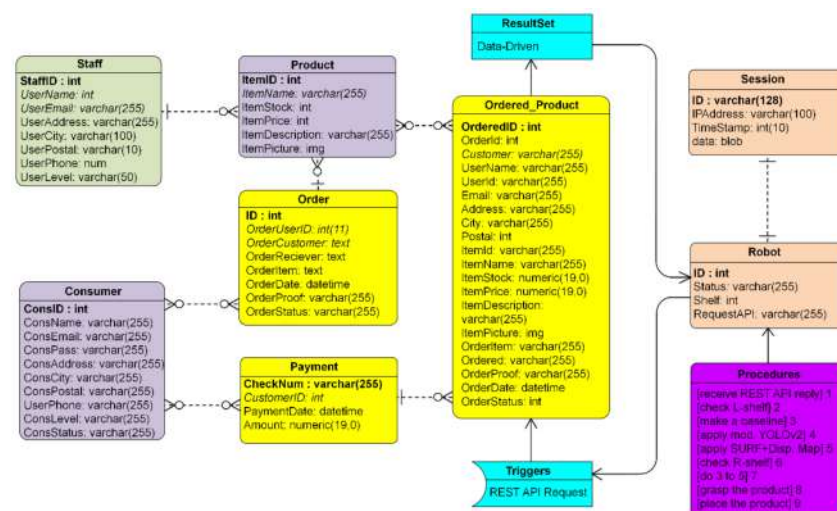 Staff
StaffID : int
UserName: int
UserEmail: varchar(255)
UserAddress: varchar(255)
UserCity: varchar(100)
UserPostal: varchar(10)
UserPhone: num
UserLevel: varchar(50)
Product
ItemID : int
ItemName: varchar(255)
ItemStock: int
ItemPrice: int
ItemDescription: varchar(255)
ItemPicture: img
Order
ID : int
OrderUserID: int(11)
OrderCustomer: text
OrderReciever: text
OrderItem: text
OrderDate: datetime
OrderProof: varchar(255)
OrderStatus: varchar(255)
Consumer
ConsID : int
ConsName: varchar(255)
ConsEmail: varchar(255)
ConsPass: varchar(255)
ConsAddress: varchar(255)
ConsCity: varchar(255)
ConsPostal: varchar(255)
UserPhone: varchar(255)
ConsLevel: varchar(255)
ConsStatus: varchar(255)
Payment
CheckNum : varchar(255)
CustomerID: int
PaymentDate: datetime
Amount: numeric(19,0)
ResultSet
Data-Driven
Ordered_Product
OrderedID : int
OrderId: int
Customer: varchar(255)
UserName: varchar(255)
UserId: varchar(255)
Email: varchar(255)
Address: varchar(255)
City: varchar(255)
Postal: int
ItemId: varchar(255)
ItemName: varchar(255)
ItemStock: numeric(19,0)
ItemPrice: numeric(19,0)
ItemDescription:
varchar(255)
ItemPicture: img
OrderItem: varchar(255)
Ordered: varchar(255)
OrderProof: varchar(255)
OrderDate: datetime
OrderStatus: int
Triggers
REST API Request
Session
ID : varchar(128)
IPAddress: varchar(100)
TimeStamp: int(10)
data: blob
Robot
ID : int
Status: varchar(255)
Shelf: int
RequestAPI: varchar(255)
Procedures
[receive REST API reply] 1
[check L-shelf] 2
[make a caseline] 3
[apply mod. YOLOv2] 4
[apply SURF+Disp. Map] 5
[check R-shelf] 6
[do 3 to 5] 7
[grasp the product] 8
[place the product] 9